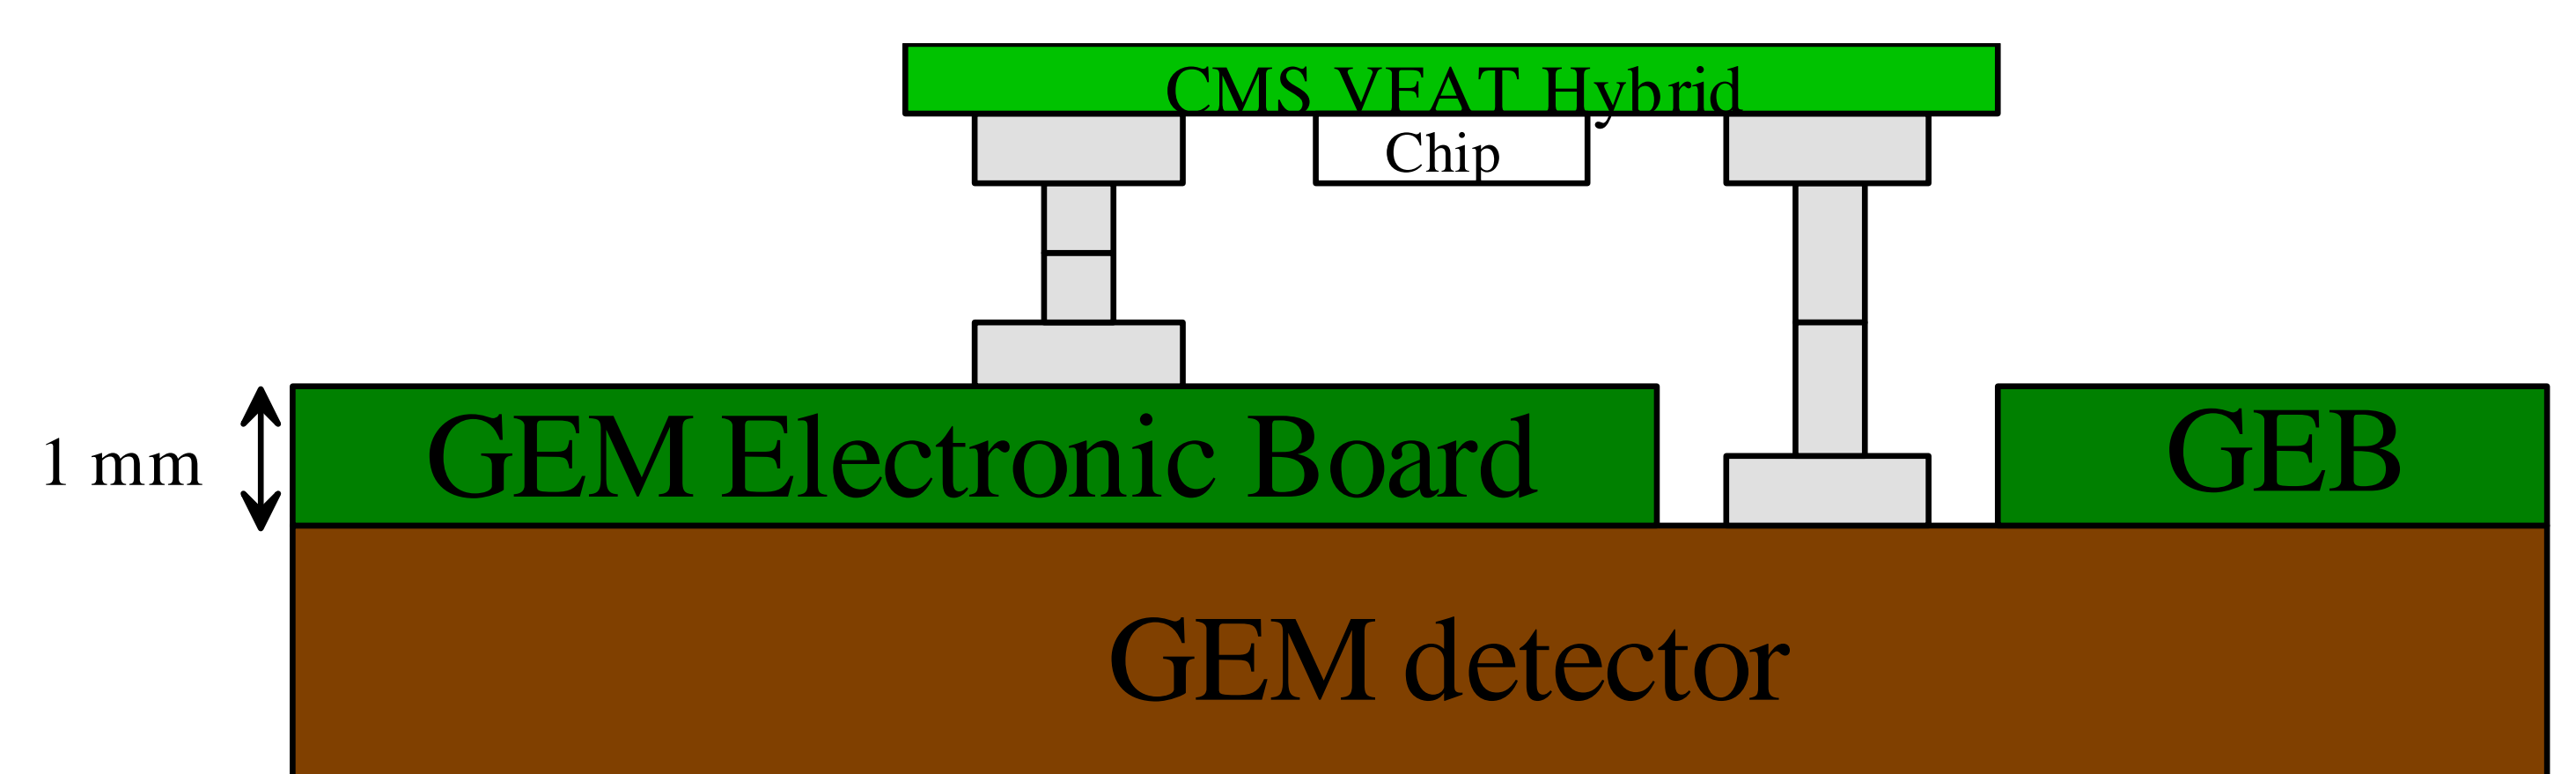 CMS VFAT Hybrid
Chip
1 mm
GEM Electronic Board
GEB
GEM detector